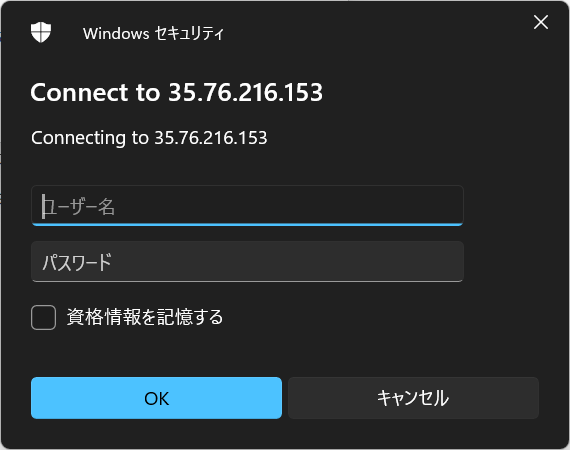 Windows セキュリティ
Connect to 35.76.216.153
Connecting to 35.76.216.153
ユーザー名
パスワード
資格情報を記憶する
OK
キャンセル